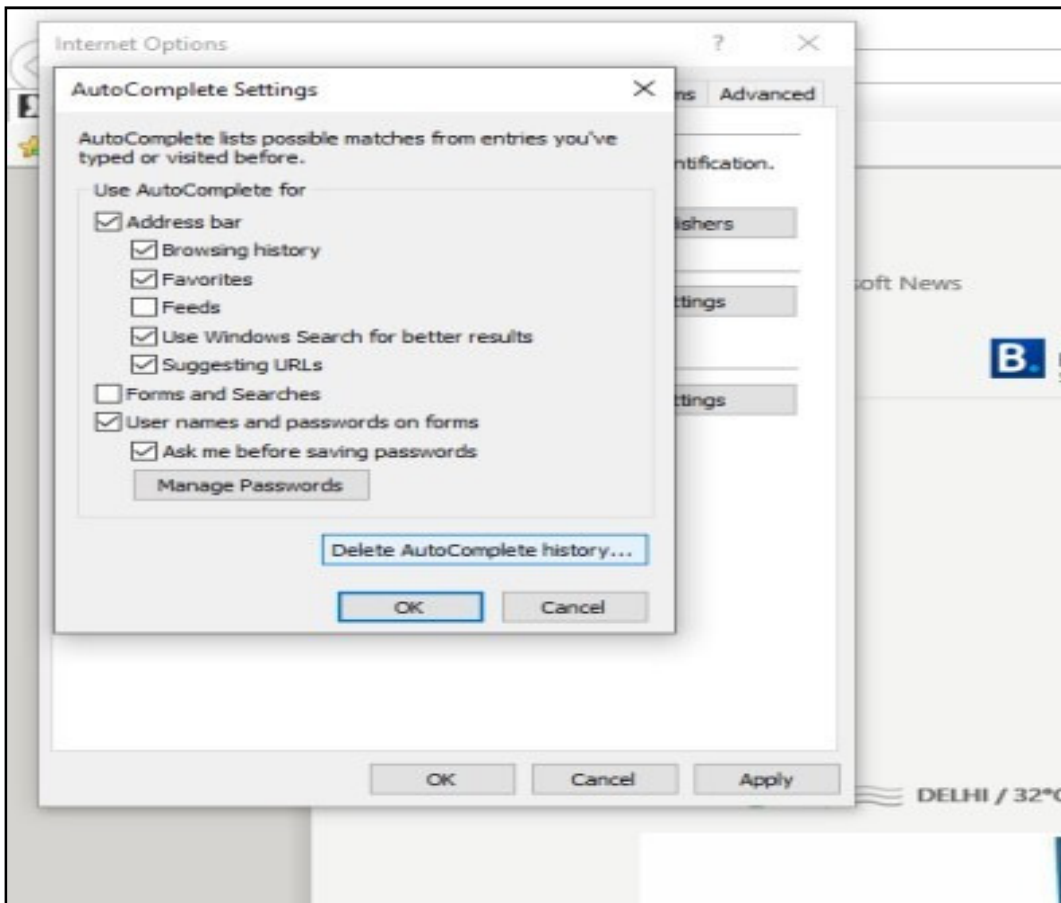 Internet Options
?
AutoComplete Settings
ns Advanced
AutoComplete lists possible matches from entries you've
typed or visited before.
ntification.
Use AutoComplete for
Address bar
ishers
Browsing history
Favorites
soft News
Feeds
ttings
Use Windows Search for better results
B.
Suggesting URLs
Forms and Searches
ttings
User names and passwords on forms
Ask me before saving passwords
Manage Passwords
Delete AutoComplete history...
OK Cancel
OK Cancel Apply
DELHI / 32°C